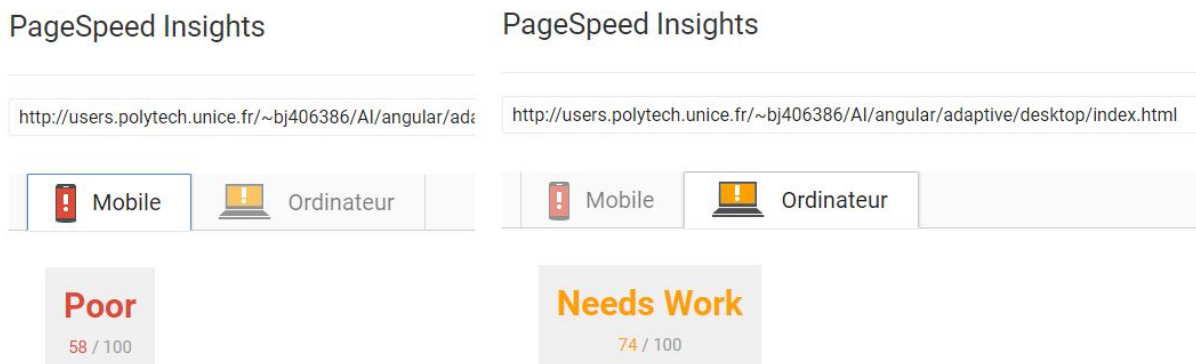 PageSpeed Insights
http://users.polytech.unice.fr/~bj406386/AI/angular/ada
Mobile
Ordinateur
Poor
58 / 100
PageSpeed Insights
http://users.polytech.unice.fr/~bj406386/AI/angular/adaptive/desktop/index.html
Mobile
Ordinateur
Needs Work
74 / 100